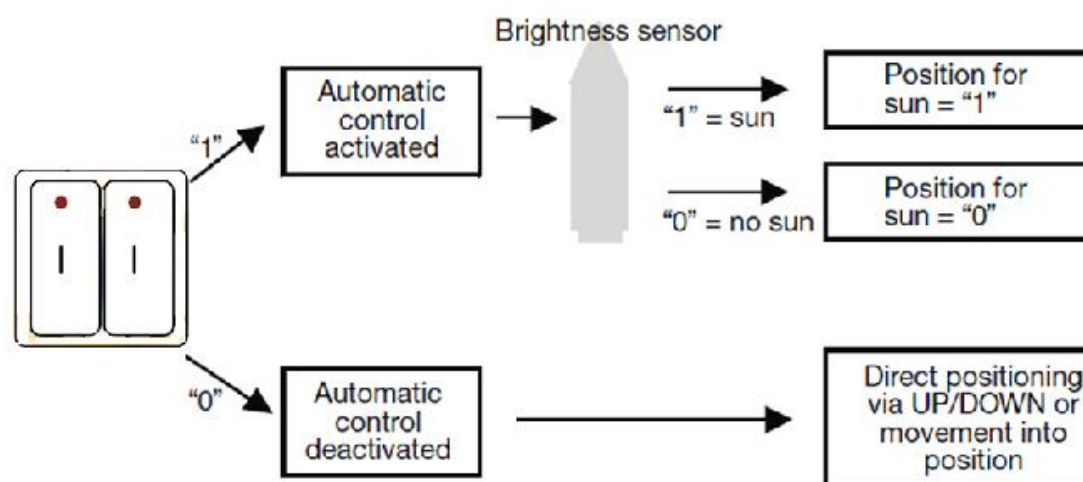 Brightness sensor
"1"
Automatic
control
activated
"1" = sun
Position for
sun = "1"
"0" = no sun
Position for
sun = "0"
"0"
Automatic
control
deactivated
Direct positioning
via UP/DOWN or
movement into
position